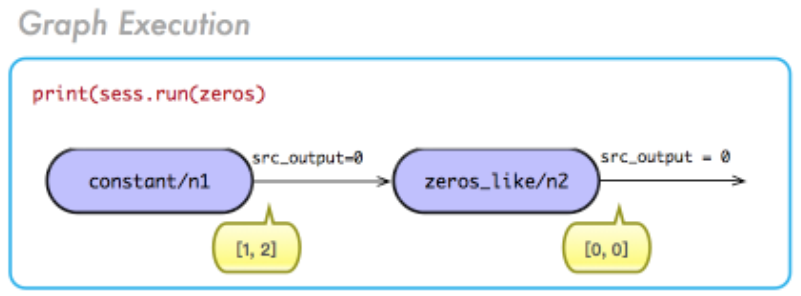 Graph Execution
print(sess.run(zeros)
src_output=0
src_output = 0
constant/n1
zeros_like/n2
[1, 2]
[0, 0]